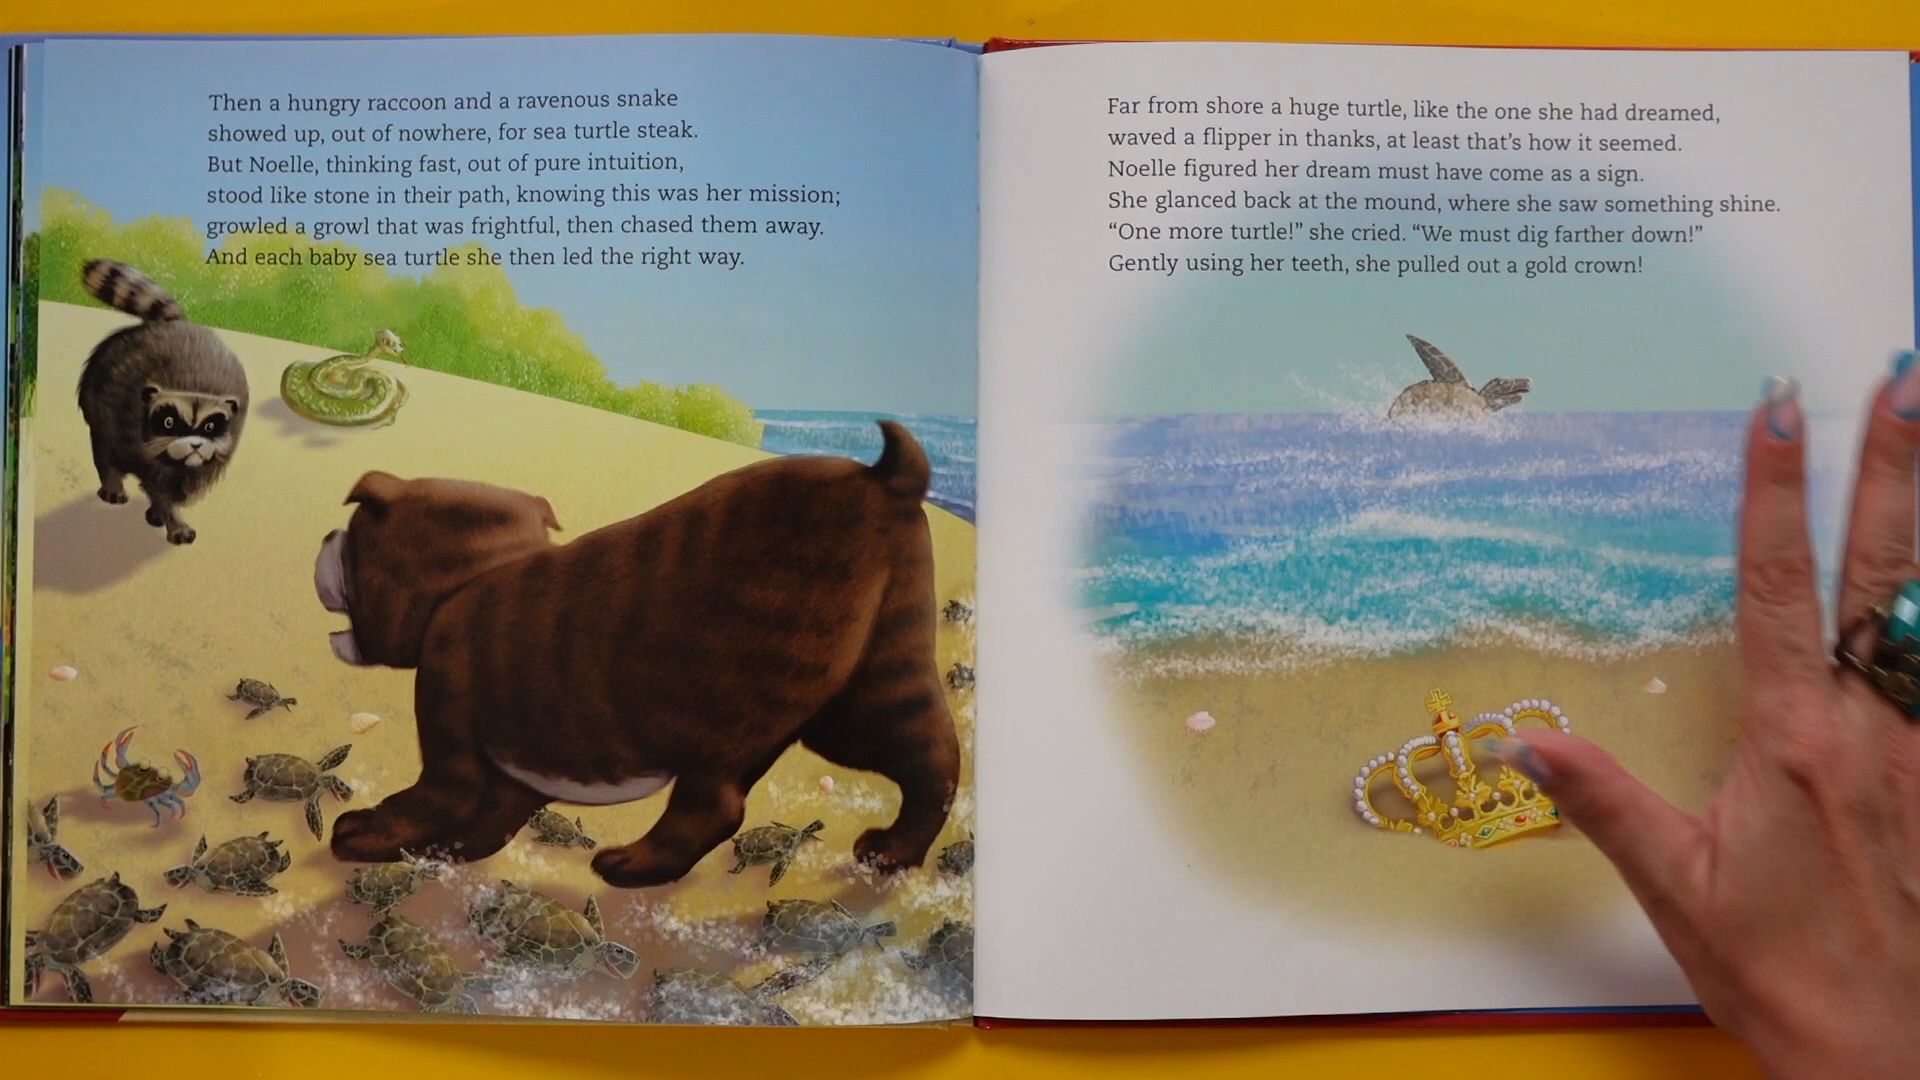 Then a hungry raccoon and a ravenous snake
showed up, out of nowhere, for sea turtle steak.
But Noelle, thinking fast, out of pure intuition,
stood like stone in their path, knowing this was her mission;
growled a growl that was frightful, then chased them away.
And each baby sea turtle she then led the right way.
Far from shore a huge turtle, like the one she had dreamed,
waved a flipper in thanks, at least that’s how it seemed.
Noelle figured her dream must have come as a sign.
She glanced back at the mound, where she saw something shine.
“One more turtle!” she cried. “We must dig farther down!”
Gently using her teeth, she pulled out a gold crown!